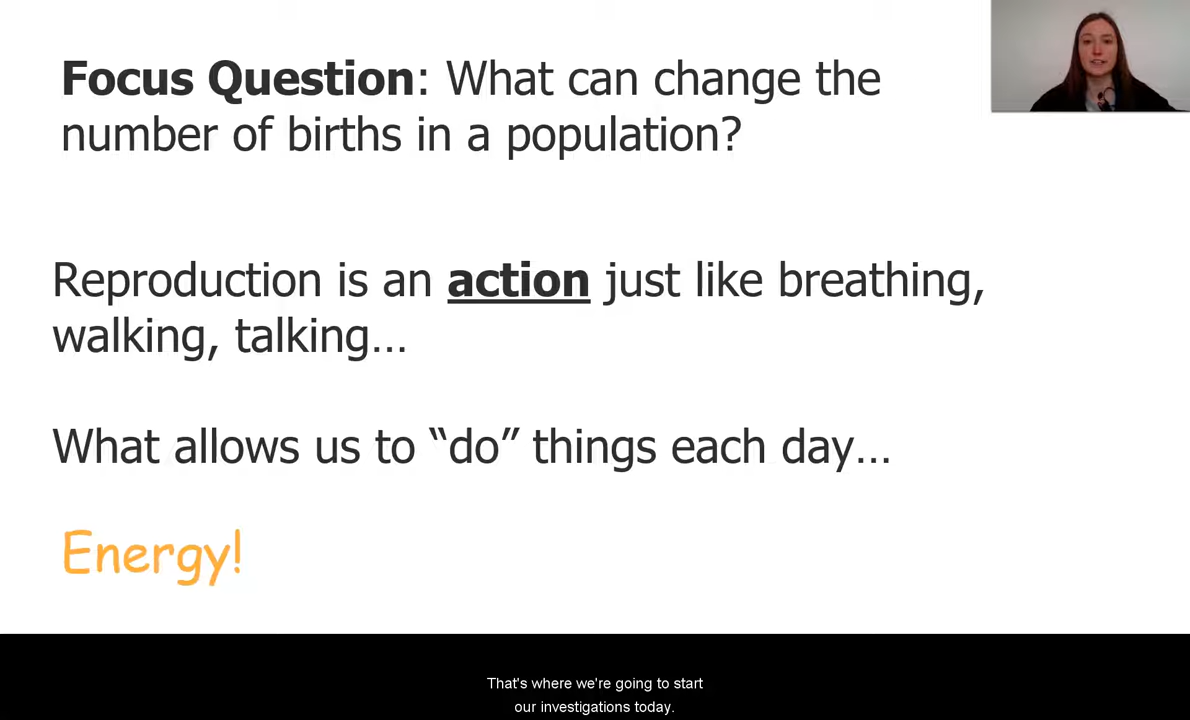 Focus Question: What can change the
number of births in a population?
Reproduction is an action just like breathing,
walking, talking…
What allows us to “do” things each day…
Energy!
That's where we're going to start
our investigations today.